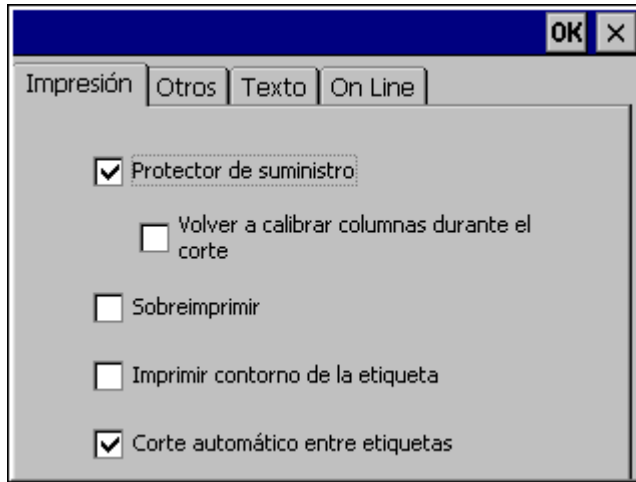 OK
Impresión Otros Texto On Line
Protector de suministro
Volver a calibrar columnas durante el
corte
Sobreimprimir
Imprimir contorno de la etiqueta
Corte automático entre etiquetas